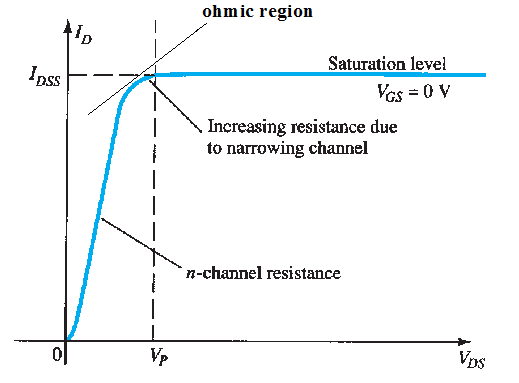 ohmic region
I_D
I_DSS
Saturation level
V_GS = 0 V
Increasing resistance due
to narrowing channel
n-channel resistance
0
V_P
V_DS